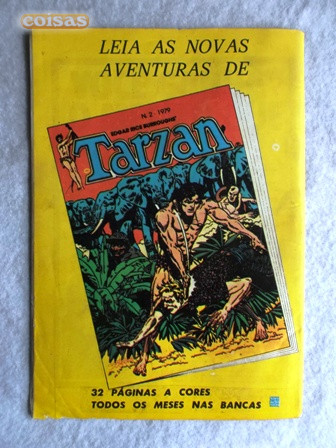 coisas
LEIA AS NOVAS
AVENTURAS DE
N.2 1979
EDGAR RICE BURROUGHS'
Tarzan
32 PÁGINAS A CORES
TODOS OS MESES NAS BANCAS